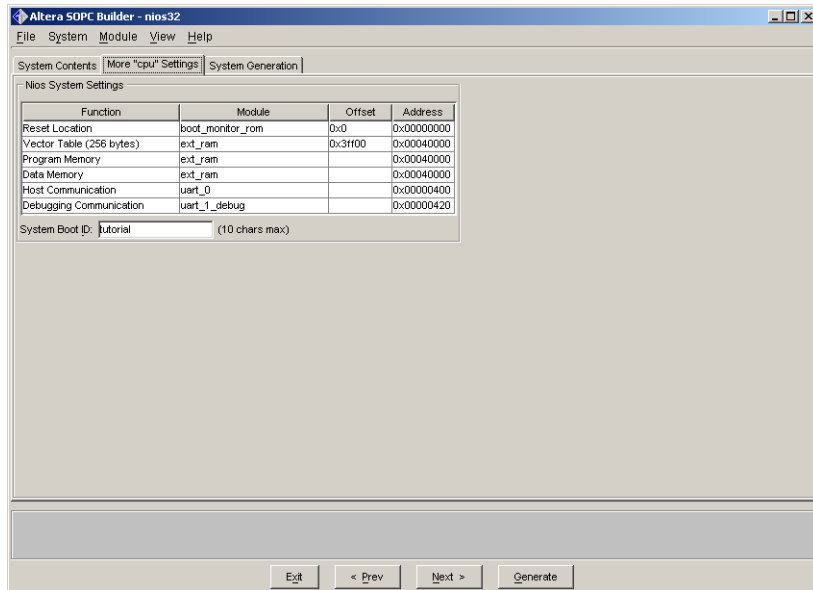 Altera SOPC Builder - nios32
File System Module View Help
System Contents More "cpu" Settings System Generation
Nios System Settings
Function Module Offset Address
Reset Location boot_monitor_rom 0x0 0x00000000
Vector Table (256 bytes) ext_ram 0x3ff00 0x00040000
Program Memory ext_ram 0x00040000
Data Memory ext_ram 0x00040000
Host Communication uart_0 0x00000400
Debugging Communication uart_1_debug 0x00000420
System Boot ID: tutorial (10 chars max)
Exit < Prev Next > Generate